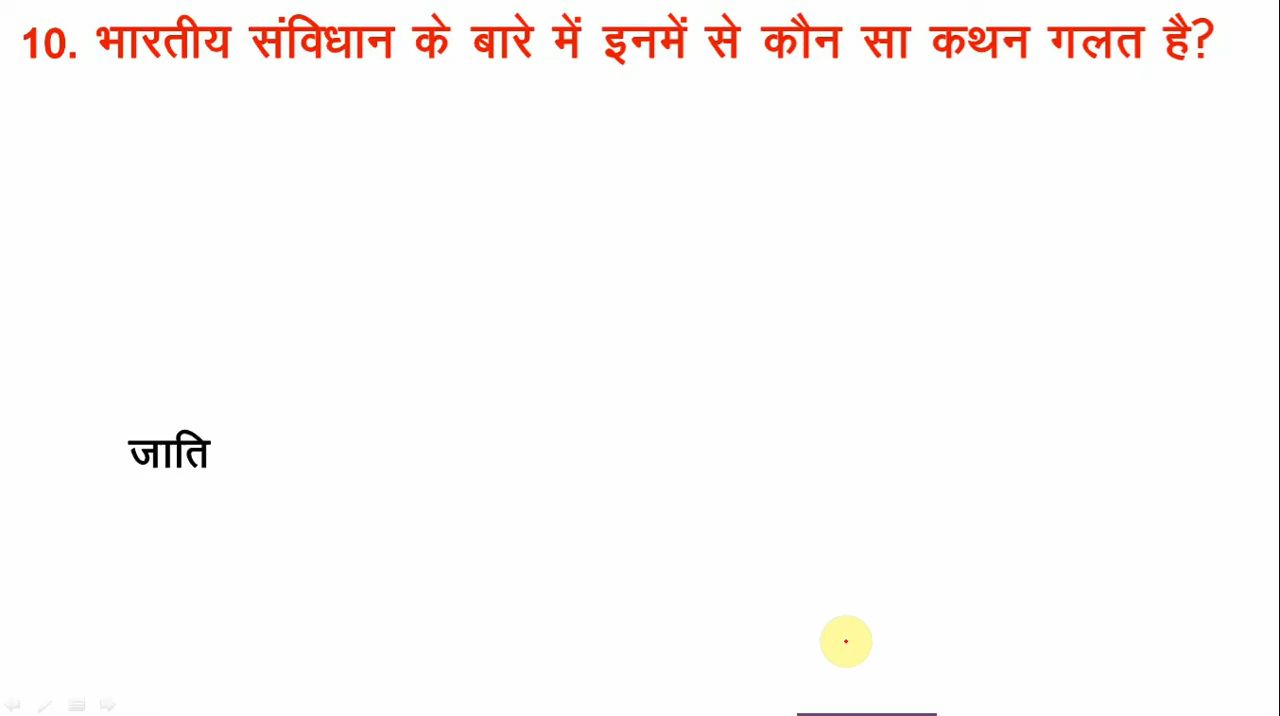 10. भारतीय संविधान के बारे में इनमें से कौन सा कथन गलत है?
जाति